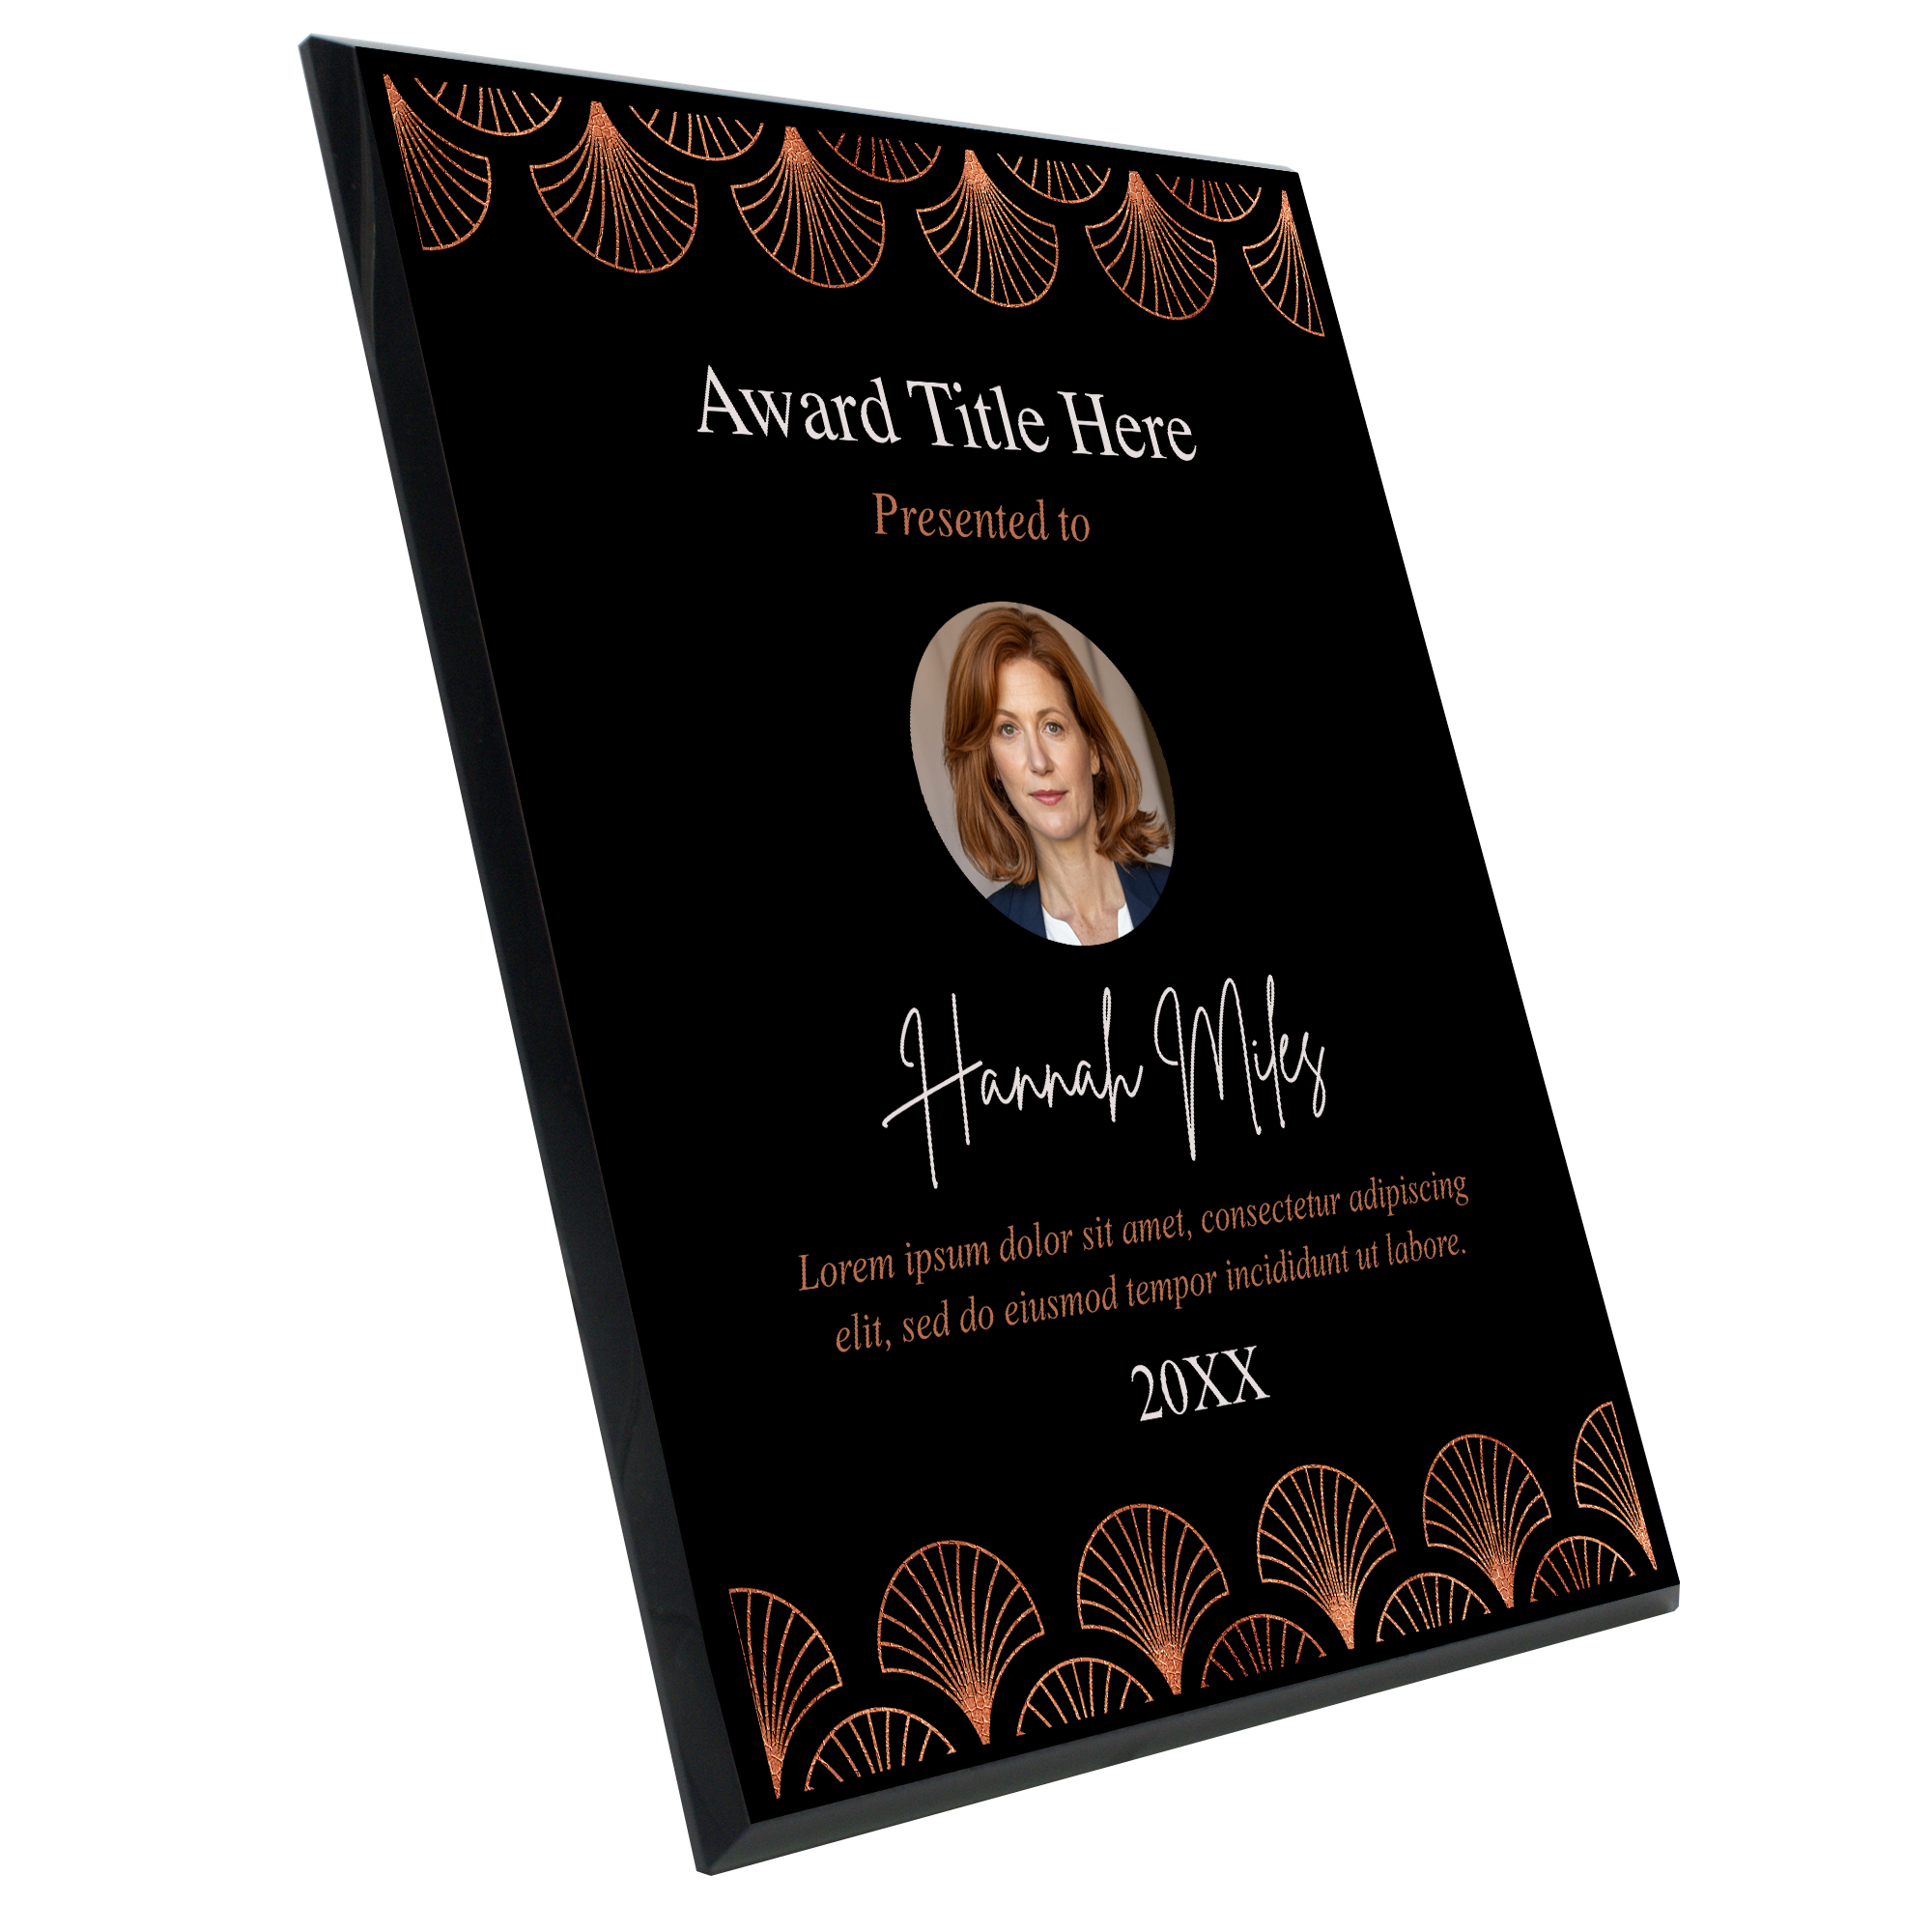 Award Title Here
Presented to
Hannah Miles
Lorem ipsum dolor sit amet, consectetur adipiscing
elit, sed do eiusmod tempor incididunt ut labore.
20XX